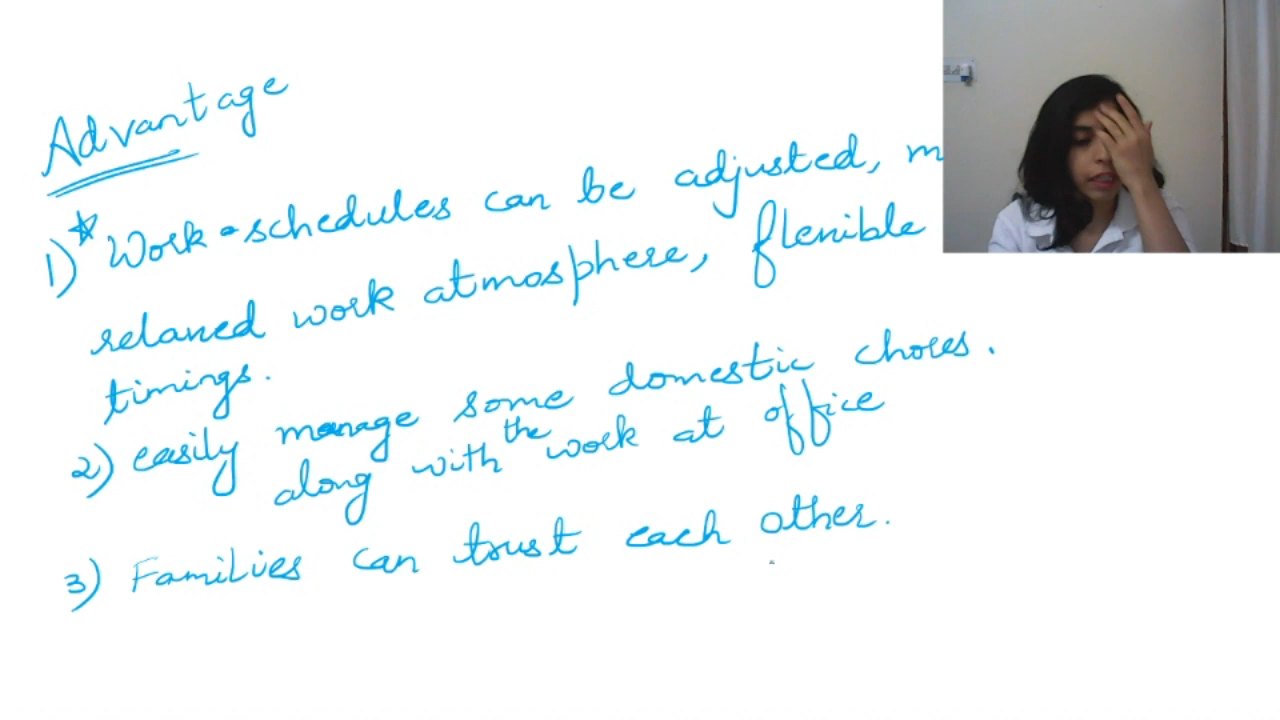 Advantage
1) * Work-schedules can be adjusted, m
relaxed work atmosphere, flexible
timings.
2) easily manage some domestic chores.
along with the work at office
3) Families can trust each other.